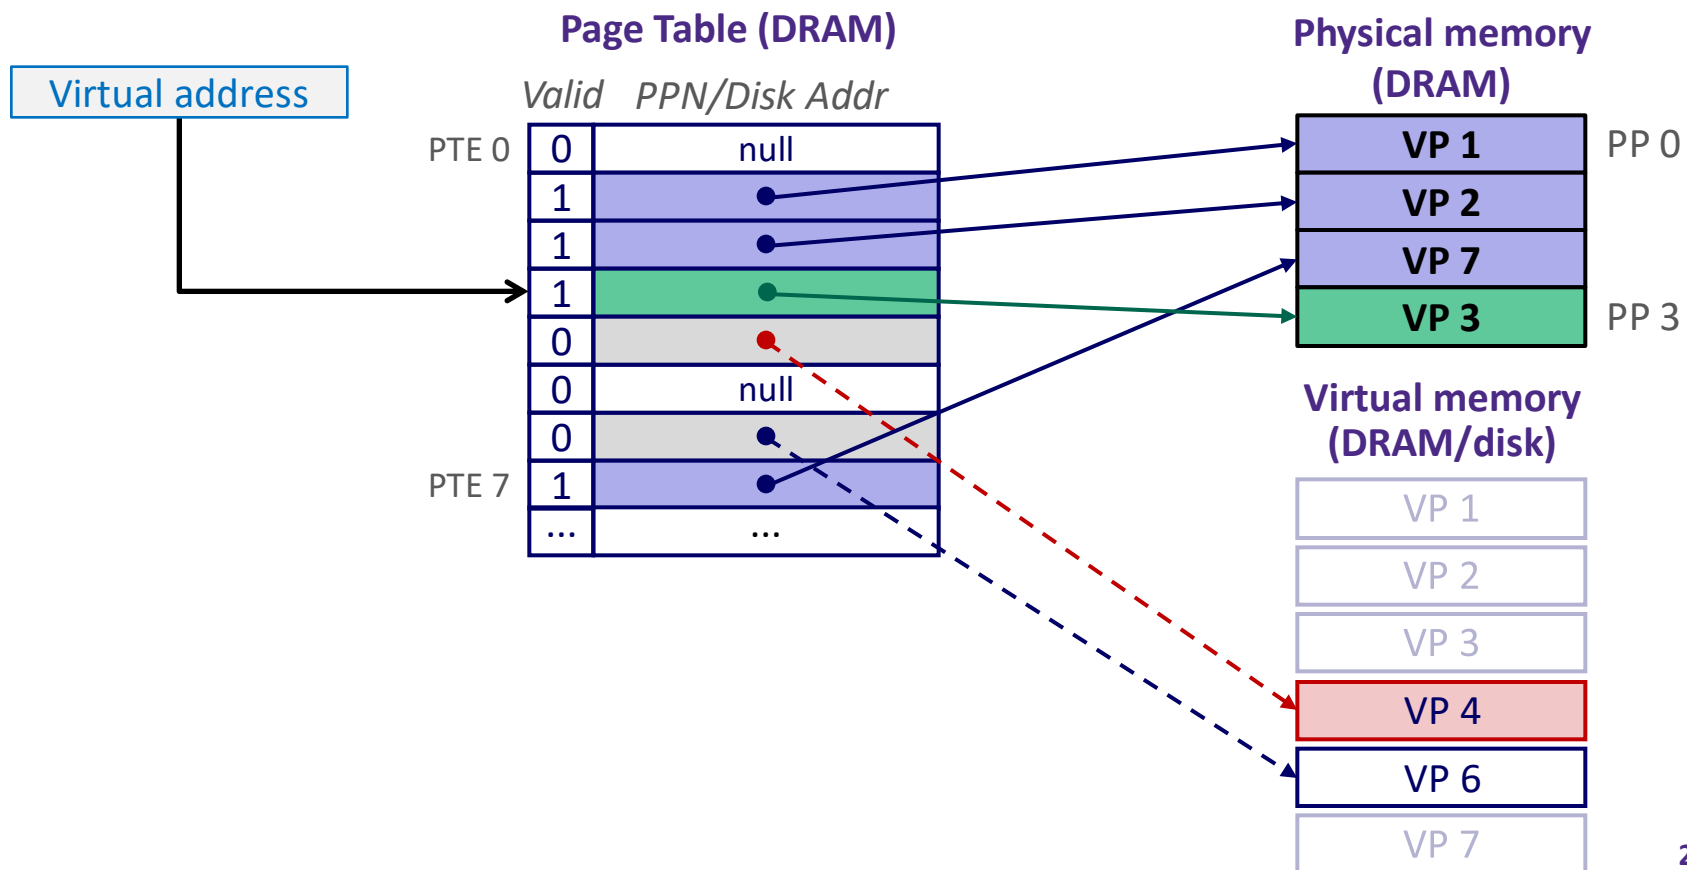 Page Table (DRAM)
Physical memory
(DRAM)
Virtual address
Valid PPN/Disk Addr
PTE 0 0 null
1
1
1
0
0 null
0
PTE 7 1
... ...
VP 1 PP 0
VP 2
VP 7
VP 3 PP 3
Virtual memory
(DRAM/disk)
VP 1
VP 2
VP 3
VP 4
VP 6
VP 7
2